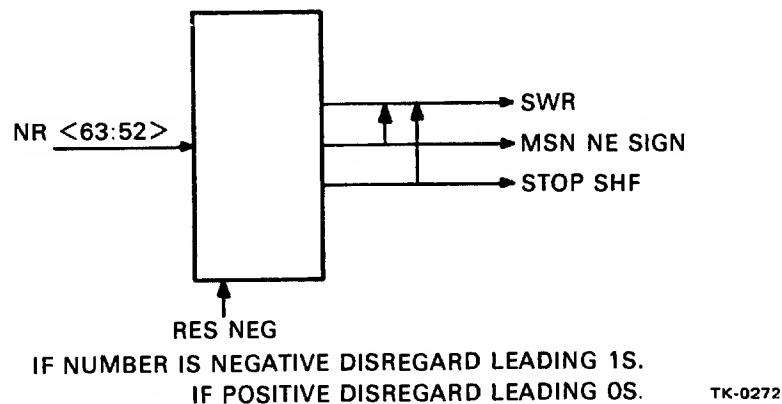 SWR
NR <63:52>
MSN NE SIGN
STOP SHF
RES NEG
IF NUMBER IS NEGATIVE DISREGARD LEADING 1S.
IF POSITIVE DISREGARD LEADING 0S.
TK-0272